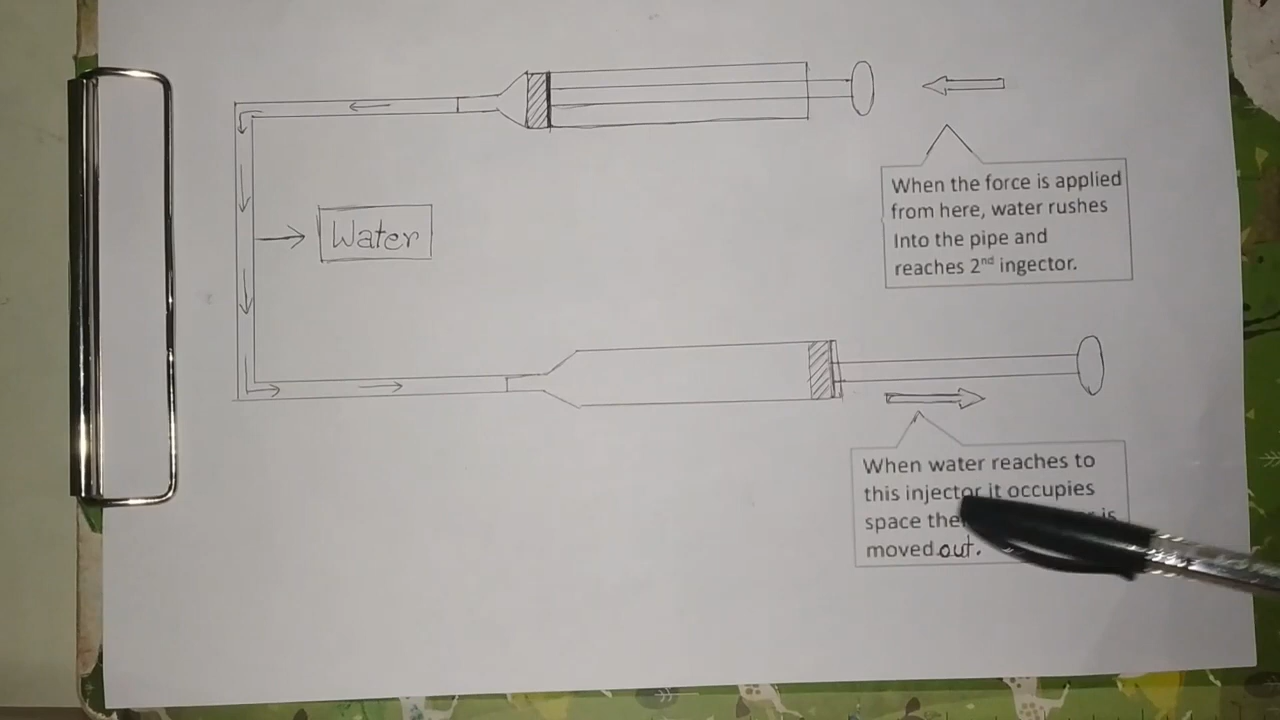 When the force is applied
from here, water rushes
Into the pipe and
reaches 2nd ingector.
Water
When water reaches to
this injector it occupies
space the is
moved out.